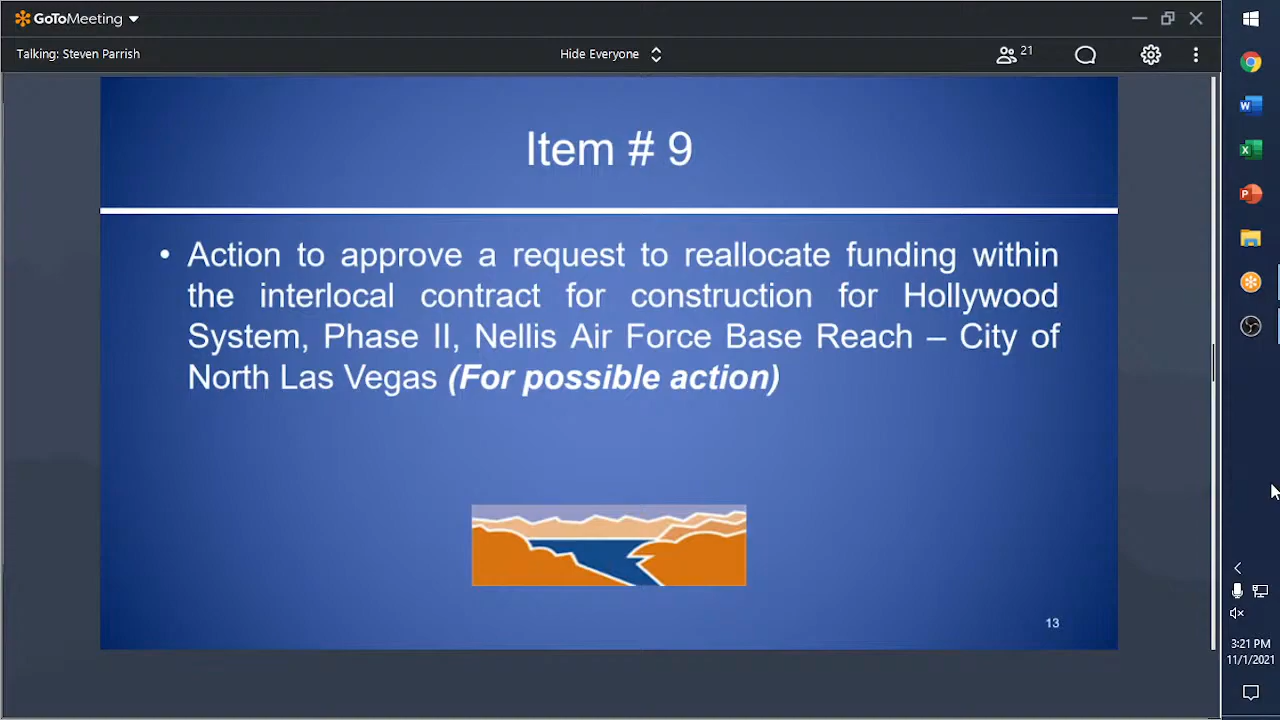 GoToMeeting
Talking: Steven Parrish
Hide Everyone
21
Item # 9
• Action to approve a request to reallocate funding within
the interlocal contract for construction for Hollywood
System, Phase II, Nellis Air Force Base Reach – City of
North Las Vegas (For possible action)
13
3:21 PM
11/1/2021